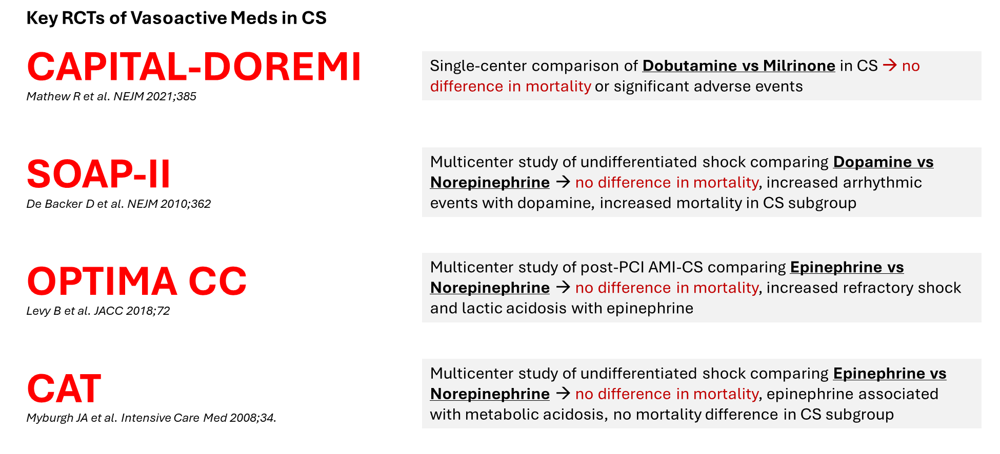 Key RCTs of Vasoactive Meds in CS
CAPITAL-DOREMI
Mathew R et al. NEJM 2021;385
Single-center comparison of Dobutamine vs Milrinone in CS → no
difference in mortality or significant adverse events
SOAP-II
De Backer D et al. NEJM 2010;362
Multicenter study of undifferentiated shock comparing Dopamine vs
Norepinephrine → no difference in mortality, increased arrhythmic
events with dopamine, increased mortality in CS subgroup
OPTIMA CC
Levy B et al. JACC 2018;72
Multicenter study of post-PCI AMI-CS comparing Epinephrine vs
Norepinephrine → no difference in mortality, increased refractory shock
and lactic acidosis with epinephrine
CAT
Myburgh JA et al. Intensive Care Med 2008;34.
Multicenter study of undifferentiated shock comparing Epinephrine vs
Norepinephrine → no difference in mortality, epinephrine associated
with metabolic acidosis, no mortality difference in CS subgroup